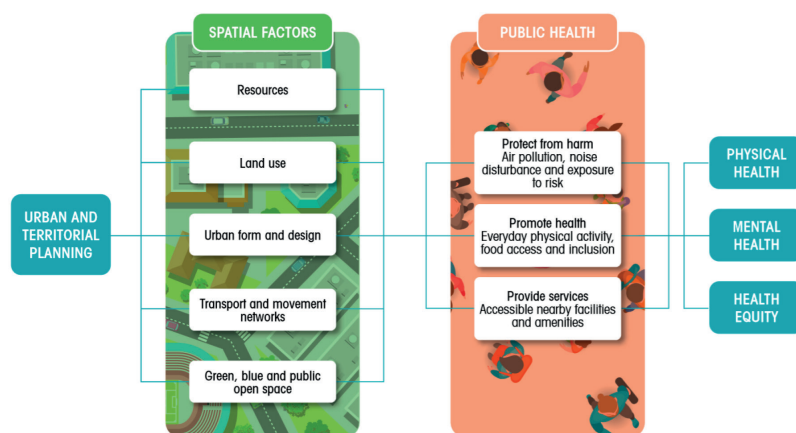 SPATIAL FACTORS
PUBLIC HEALTH
Resources
Land use
Urban form and design
Transport and movement
networks
Green, blue and public
open space
URBAN AND
TERRITORIAL
PLANNING
Protect from harm
Air pollution, noise
disturbance and exposure
to risk
Promote health
Everyday physical activity,
food access and inclusion
Provide services
Accessible nearby facilities
and amenities
PHYSICAL
HEALTH
MENTAL
HEALTH
HEALTH
EQUITY